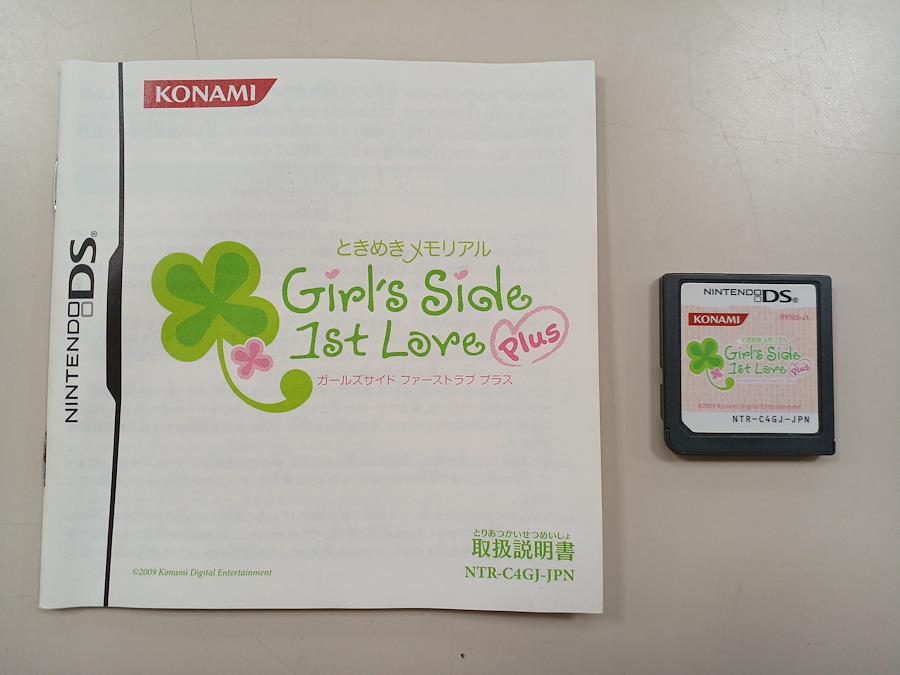 KONAMI
NINTENDO DS®
ときめきメモリアル
Girl's Side
1st Love Plus
ガールズサイド ファーストラブ プラス
とりあつかいせつめいしょ
取扱説明書
©2009 Konami Digital Entertainment
NTR-C4GJ-JPN
NINTENDO DS®
KONAMI
RY103-J1
ときめきメモリアル
Girl's Side
1st Love Plus
©2009 Konami Digital Entertainment
NTR-C4GJ-JPN